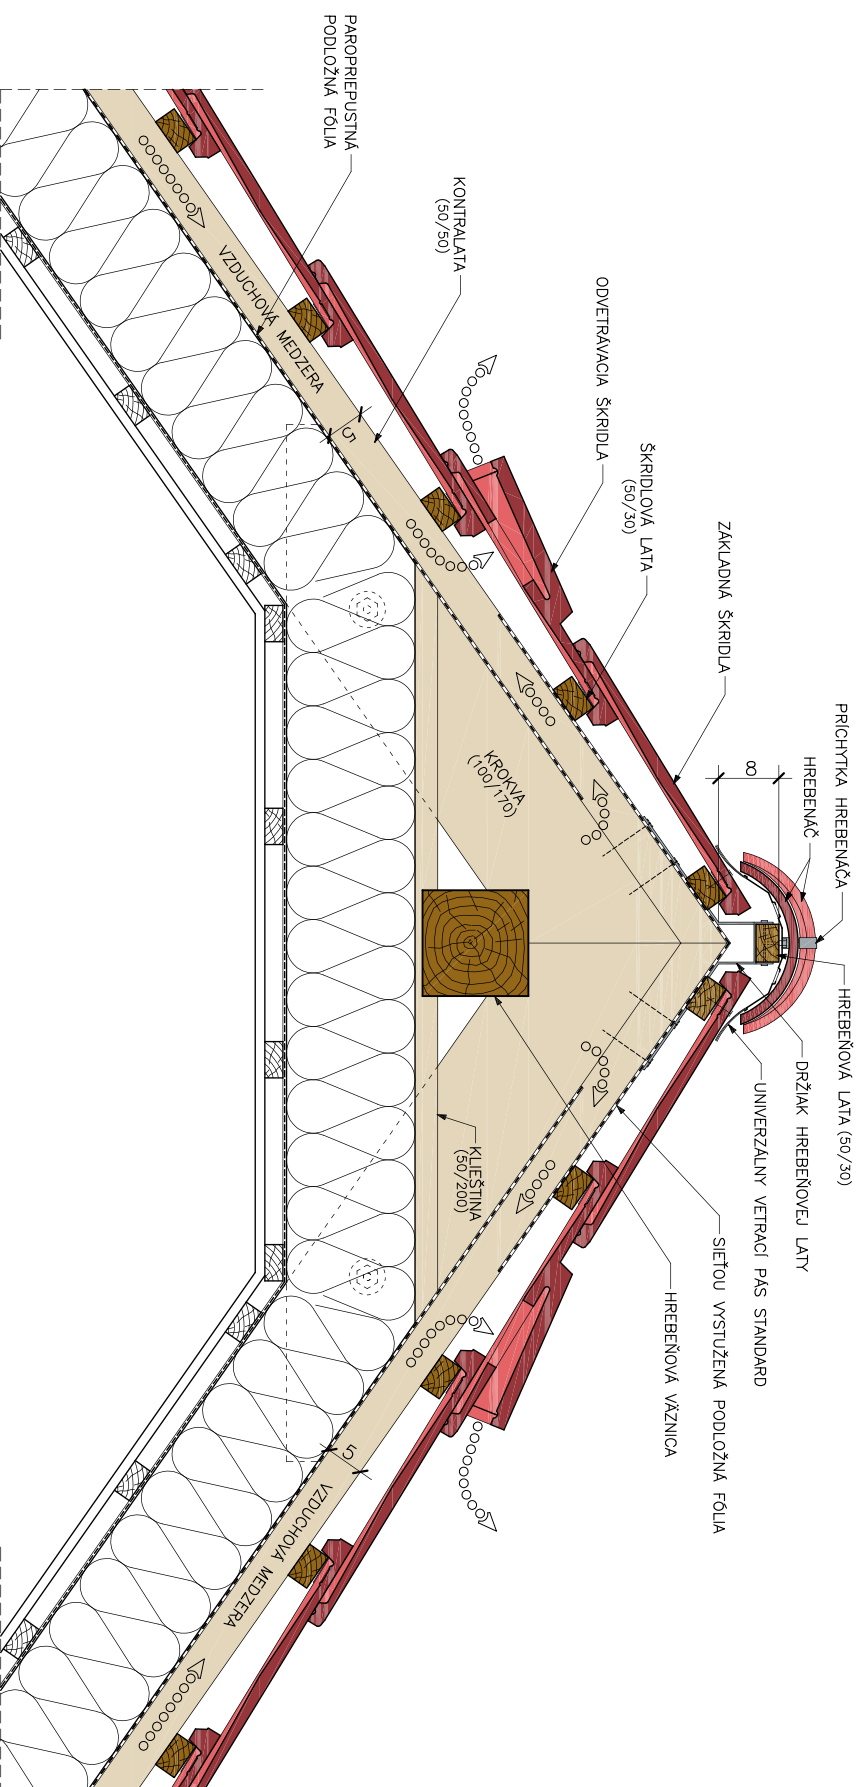 PAROPRIEPUSTNÁ
PODLOŽNÁ FÓLIA
KONTRALATA
(50/50)
ODVETRÁVACIA ŠKRIDLA
ŠKRIDLOVÁ LATA
(50/30)
ZÁKLADNÁ ŠKRIDLA
HREBENÁČ
PRÍCHYTKA HREBENÁČA
HREBEŇOVÁ LATA (50/30)
DRŽIAK HREBEŇOVEJ LATY
UNIVERZÁLNY VETRACÍ PÁS STANDARD
SIEŤOU VYSTUŽENÁ PODLOŽNÁ FÓLIA
HREBEŇOVÁ VÄZNICA
KLIEŠTINA
(50/200)
KROKVA
(100/170)
VZDUCHOVÁ MEDZERA
5
8
5
VZDUCHOVÁ MEDZERA